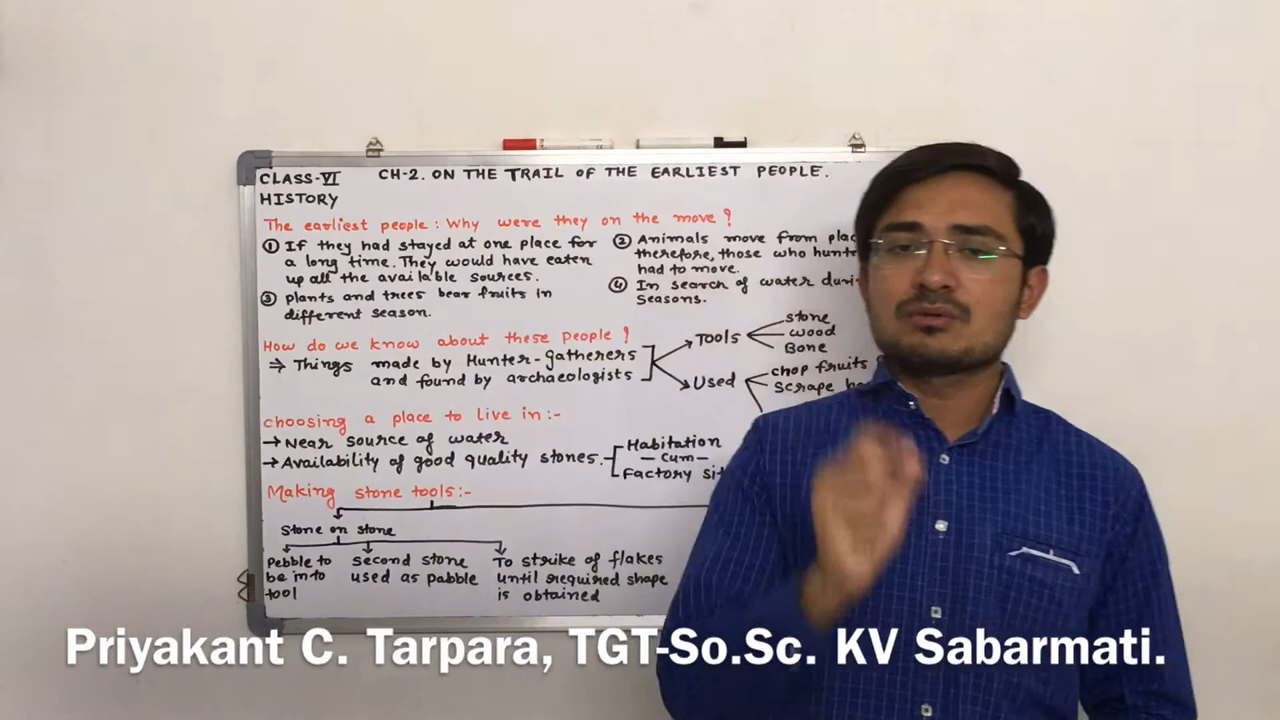 CLASS-VI CH-2. ON THE TRAIL OF THE EARLIEST PEOPLE.
HISTORY
The earliest people: Why were they on the move?
① If they had stayed at one place for
a long time. They would have eaten
up all the available sources.
② Animals move from
therefore, those who
had to move.
③ plants and trees bear fruits in
different season.
④ In search of water
Seasons.
How do we know about these people?
⇒ Things made by Hunter-gatherers
and found by archaeologists
Tools
stone
wood
Bone
Used
chop fruits
Scrape
choosing a place to live in:-
→ Near source of water
→ Availability of good quality stones.
Habitation
-cum-
Factory
Making stone tools:-
Stone on stone
Pebble to
be in to
tool
second stone
used as pabble
To strike of flakes
until required shape
is obtained
Priyakant C. Tarpara, TGT-So.Sc. KV Sabarmati.